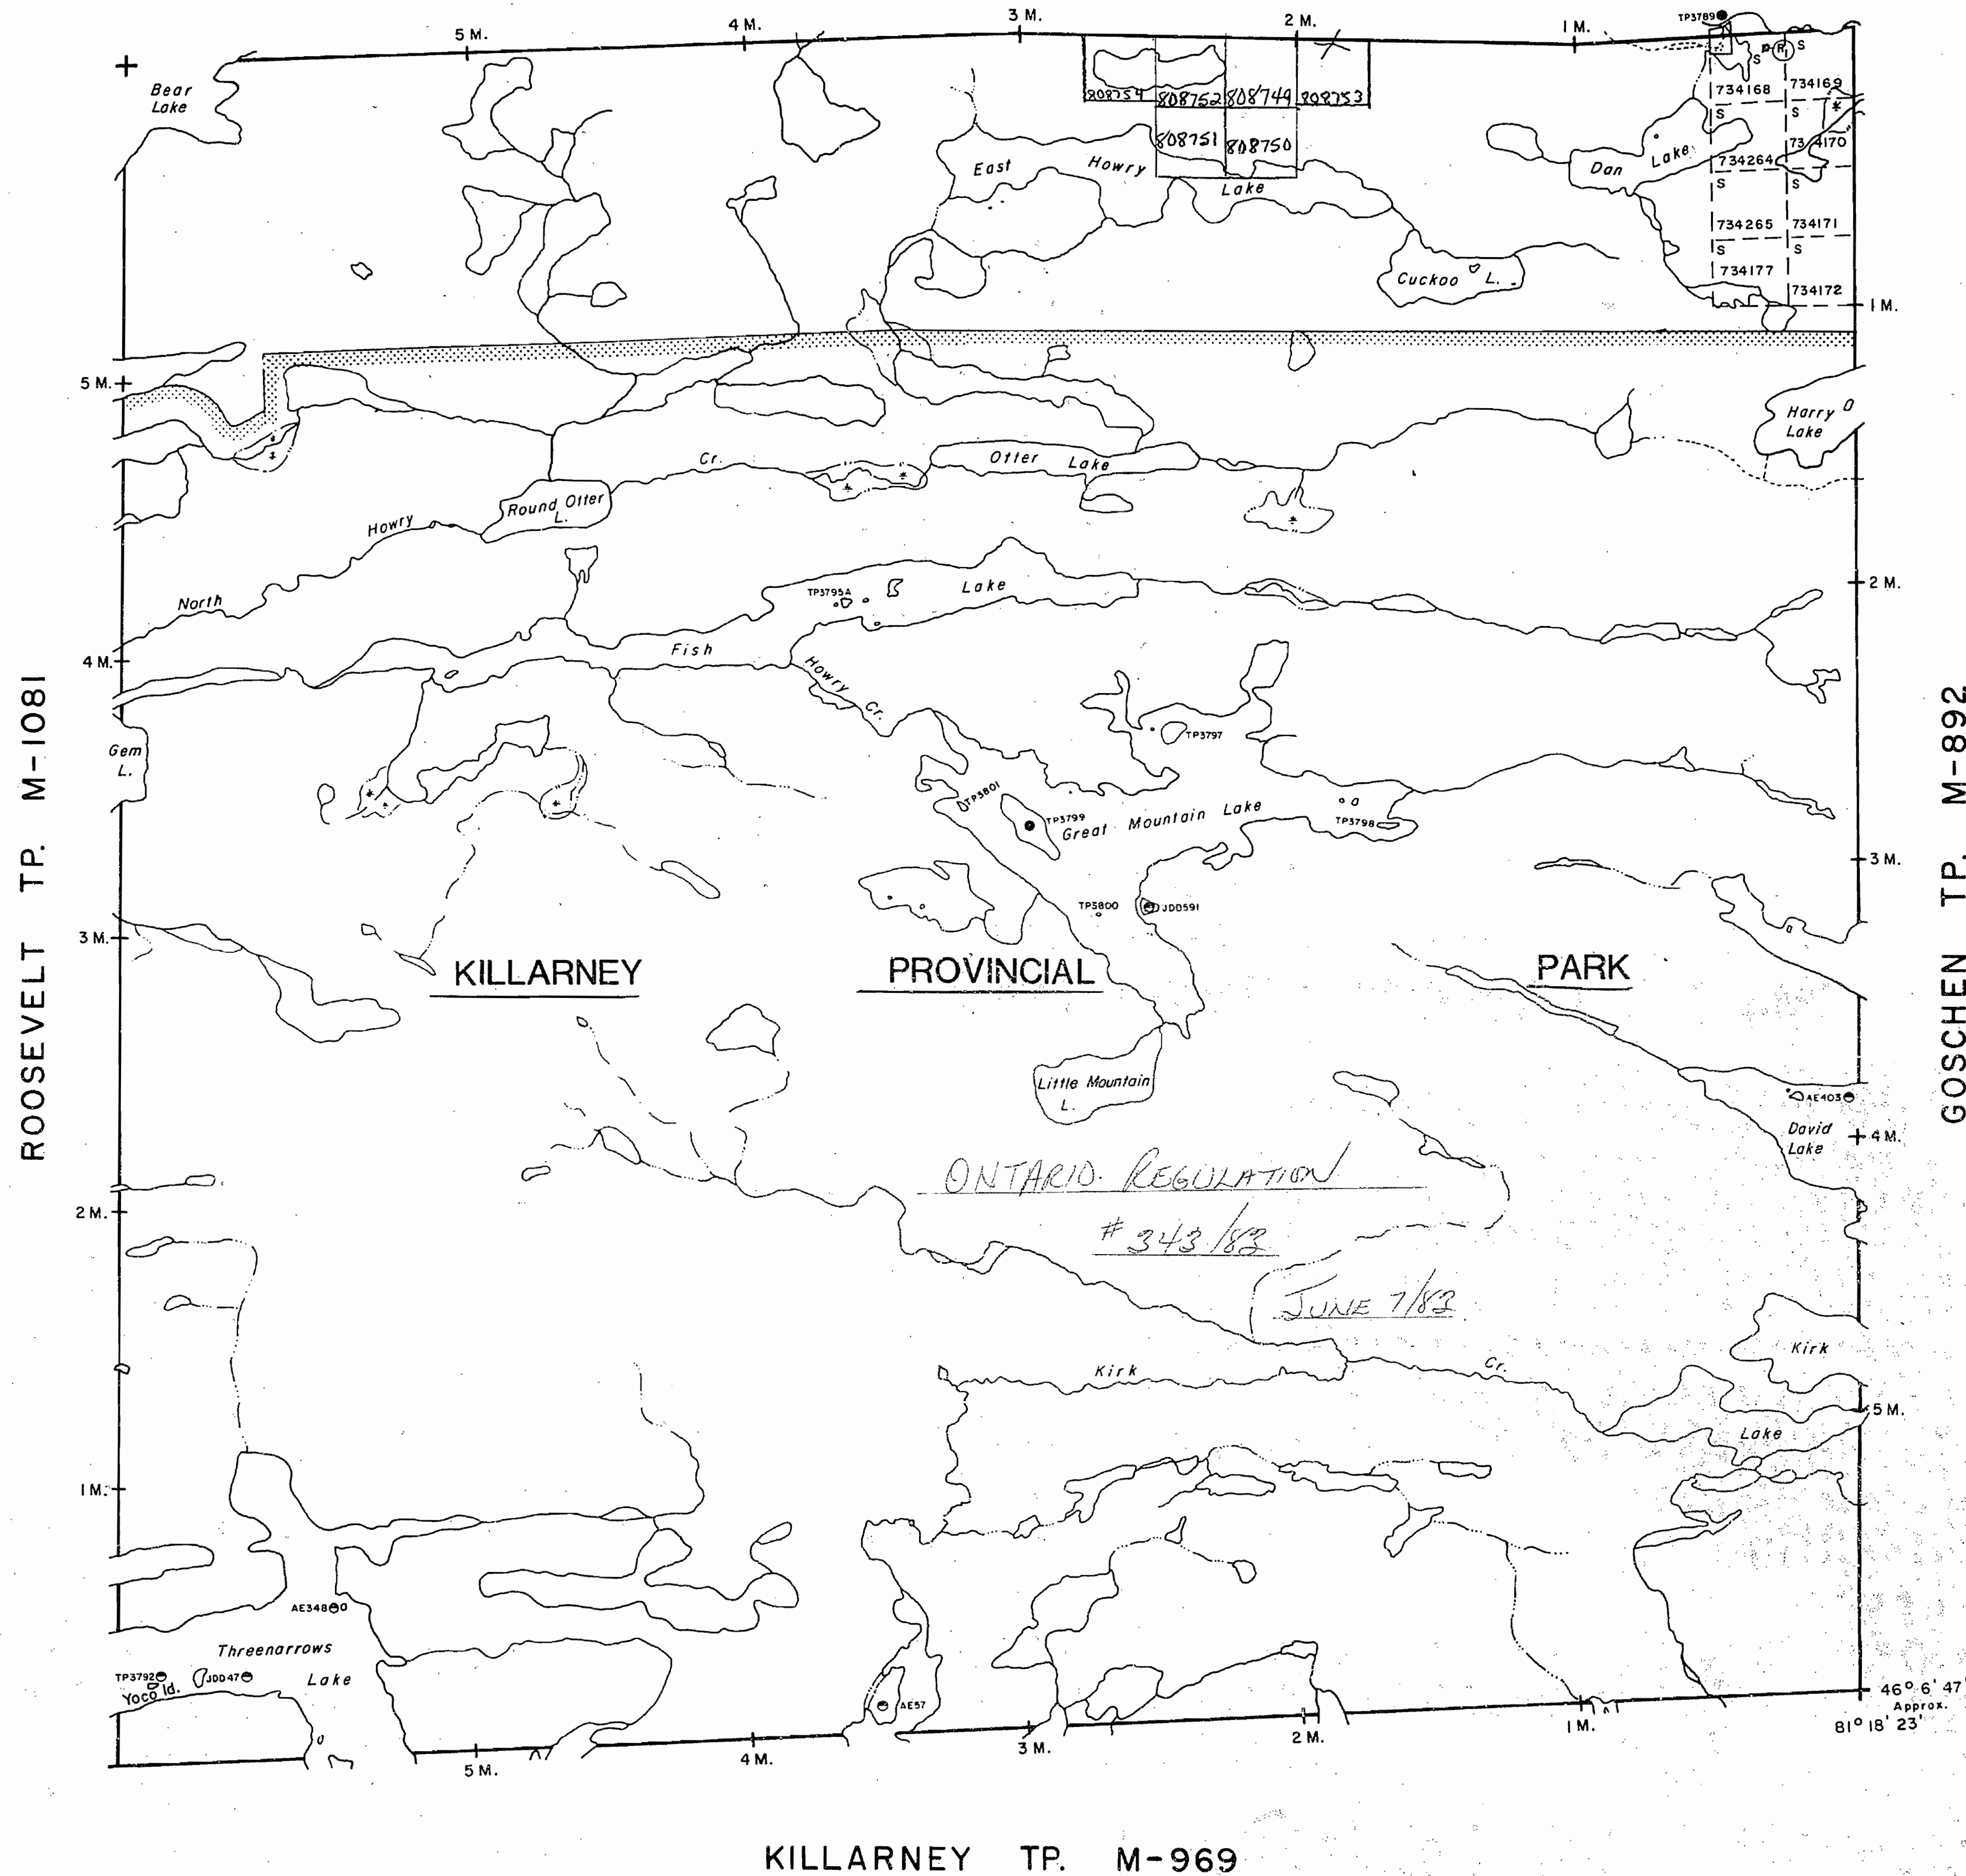 5 M.
4 M.
3 M.
2 M.
1 M.
TP3789
R
S
S
Bear
Lake
808754
808752
808749
808753
734168
734169
S
S
808751
808750
734170
East Howry
Lake
Dan Lake
734264
S
S
734265
734171
S
S
Cuckoo L.
734177
734172
1 M.
5 M.
Harry
Lake
Cr.
Otter Lake
Round Otter
L.
Howry
North
TP3795A
Lake
2 M.
Fish
4 M.
Howry
Cr.
ROOSEVELT TP. M-1081
GOSCHEN TP. M-892
Gem
L.
TP3797
TP3801
TP3799
Great Mountain Lake
TP3798
3 M.
TP3800
JDD591
3 M.
KILLARNEY PROVINCIAL PARK
Little Mountain
L.
AE403
David
Lake
4 M.
ONTARIO. REGULATION
# 343/83
JUNE 7/83
2 M.
Kirk
Kirk
Cr.
5 M.
Lake
1 M.
AE348
Threenarrows
Lake
TP3792
JDD47
Yoco Id.
AE57
46° 6' 47"
Approx.
81° 18' 23"
5 M.
4 M.
3 M.
2 M.
1 M.
KILLARNEY TP. M-969